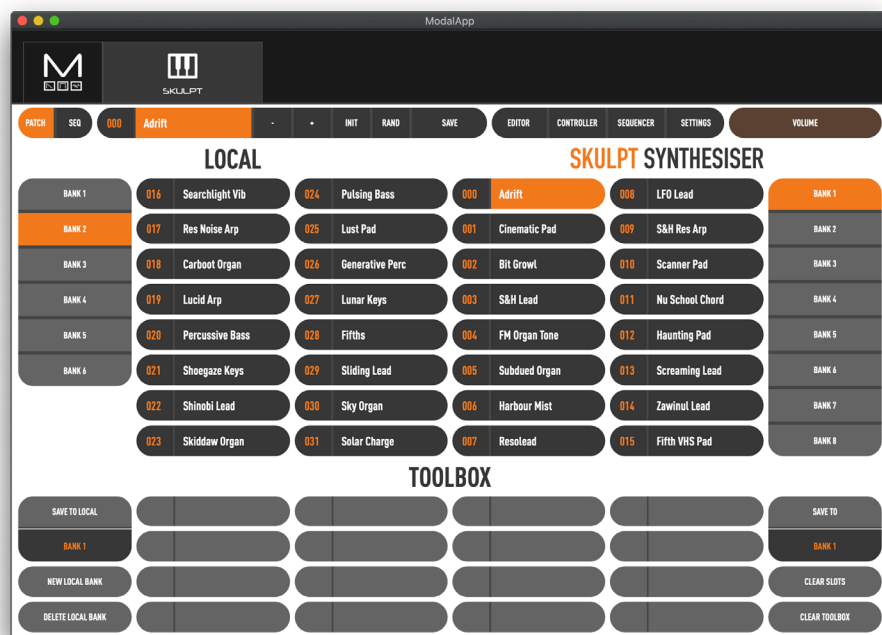 ModalApp
M
SKULPT
PATCH SEQ 000 Adrift - + INIT RAND SAVE EDITOR CONTROLLER SEQUENCER SETTINGS VOLUME
LOCAL SKULPT SYNTHESISER
BANK 1 016 Searchlight Vib 024 Pulsing Bass 000 Adrift 008 LFO Lead BANK 1
BANK 2 017 Res Noise Arp 025 Lust Pad 001 Cinematic Pad 009 S&H Res Arp BANK 2
BANK 3 018 Carboot Organ 026 Generative Perc 002 Bit Growl 010 Scanner Pad BANK 3
BANK 4 019 Lucid Arp 027 Lunar Keys 003 S&H Lead 011 Nu School Chord BANK 4
BANK 5 020 Percussive Bass 028 Fifths 004 FM Organ Tone 012 Haunting Pad BANK 5
BANK 6 021 Shoegaze Keys 029 Sliding Lead 005 Subdued Organ 013 Screaming Lead BANK 6
022 Shinobi Lead 030 Sky Organ 006 Harbour Mist 014 Zawinul Lead BANK 7
023 Skiddaw Organ 031 Solar Charge 007 Resolead 015 Fifth VHS Pad BANK 8
TOOLBOX
SAVE TO LOCAL SAVE TO
BANK 1 BANK 1
NEW LOCAL BANK CLEAR SLOTS
DELETE LOCAL BANK CLEAR TOOLBOX